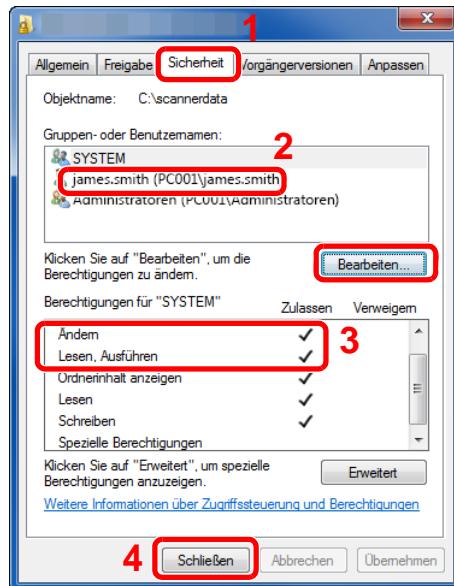 1
Allgemein Freigabe Sicherheit Vorgängerversionen Anpassen
Objektname: C:\scannerdata
Gruppen- oder Benutzernamen:
2
SYSTEM
james.smith (PC001\james.smith)
Administratoren (PC001\Administratoren)
Klicken Sie auf "Bearbeiten", um die
Berechtigungen zu ändern.
Bearbeiten...
Berechtigungen für "SYSTEM" Zulassen Verweigern
Ändern
3
Lesen, Ausführen
Ordnerinhalt anzeigen
Lesen
Schreiben
Spezielle Berechtigungen
Klicken Sie auf "Erweitert", um spezielle
Berechtigungen anzuzeigen.
Erweitert
Weitere Informationen über Zugriffssteuerung und Berechtigungen
4 Schließen Abbrechen Übernehmen